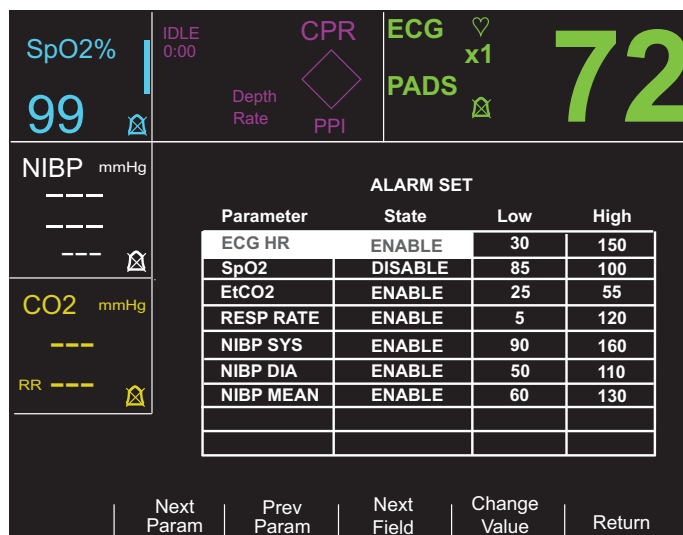 SpO2%
99
IDLE
0:00
CPR
Depth
Rate
PPI
ECG
x1
PADS
72
NIBP mmHg
---
---
---
CO2 mmHg
---
RR ---
ALARM SET
Parameter State Low High
ECG HR ENABLE 30 150
SpO2 DISABLE 85 100
EtCO2 ENABLE 25 55
RESP RATE ENABLE 5 120
NIBP SYS ENABLE 90 160
NIBP DIA ENABLE 50 110
NIBP MEAN ENABLE 60 130
Next Param
Prev Param
Next Field
Change Value
Return